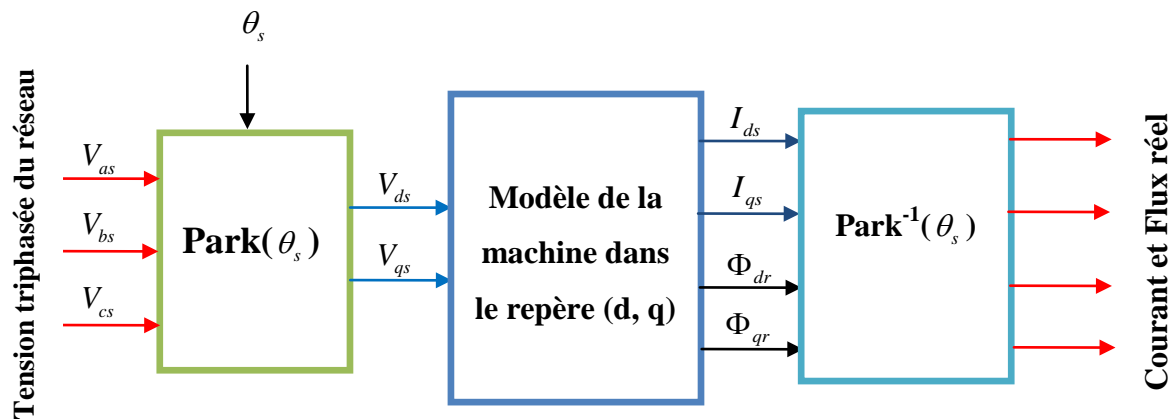 Tension triphasée du réseau
θs
Vas
Vbs
Vcs
Park(θs)
Vds
Vqs
Modèle de la
machine dans
le repère (d, q)
Ids
Iqs
Φdr
Φqr
Park⁻¹(θs)
Courant et Flux réel